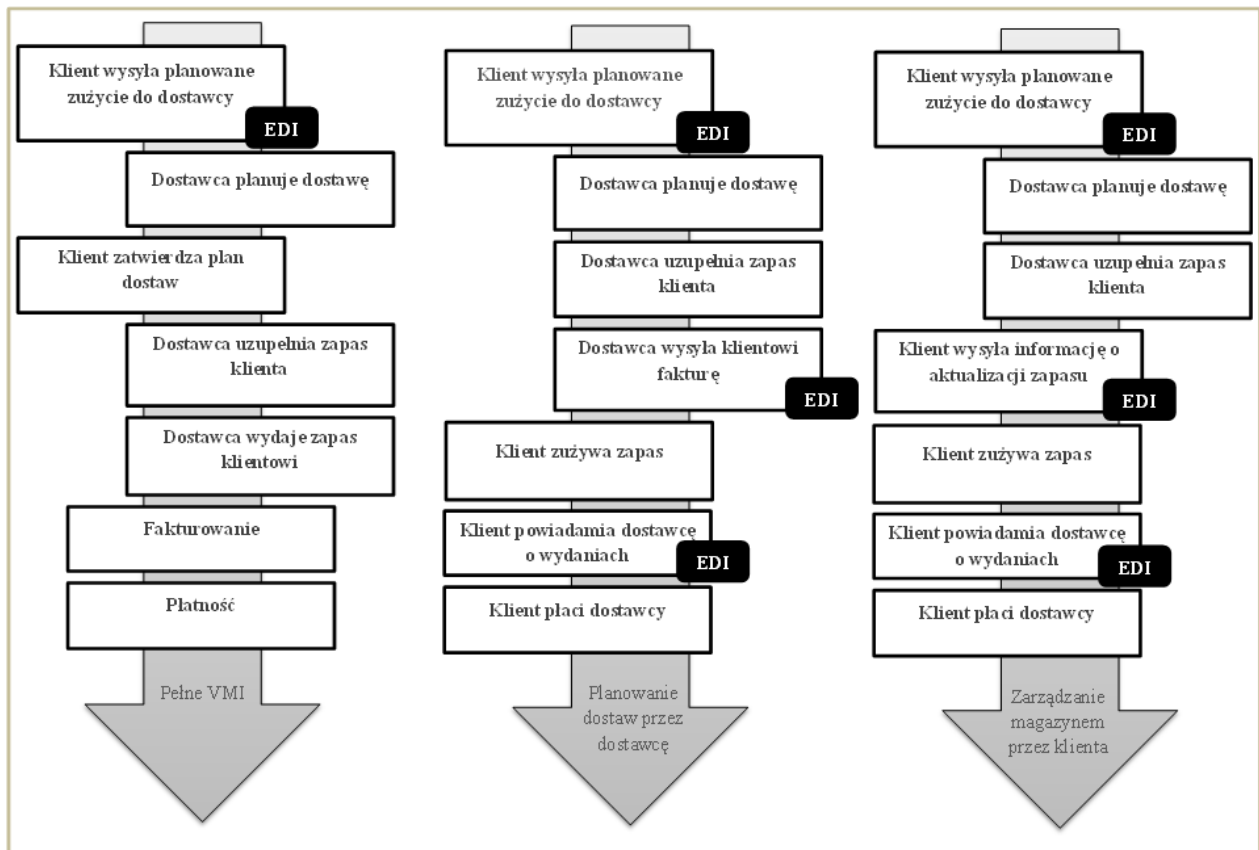 Klient wysyła planowane
zużycie do dostawcy
EDI
Dostawca planuje dostawę
Klient zatwierdza plan
dostaw
Dostawca uzupełnia zapas
klienta
Dostawca wydaje zapas
klientowi
Fakturowanie
Płatność
Pełne VMI
Klient wysyła planowane
zużycie do dostawcy
EDI
Dostawca planuje dostawę
Dostawca uzupełnia zapas
klienta
Dostawca wysyła klientowi
fakturę
EDI
Klient zużywa zapas
Klient powiadamia dostawcę
o wydaniach
EDI
Klient płaci dostawcy
Planowanie
dostaw przez
dostawcę
Klient wysyła planowane
zużycie do dostawcy
EDI
Dostawca planuje dostawę
Dostawca uzupełnia zapas
klienta
Klient wysyła informację o
aktualizacji zapasu
EDI
Klient zużywa zapas
Klient powiadamia dostawcę
o wydaniach
EDI
Klient płaci dostawcy
Zarządzanie
magazynem
przez klienta